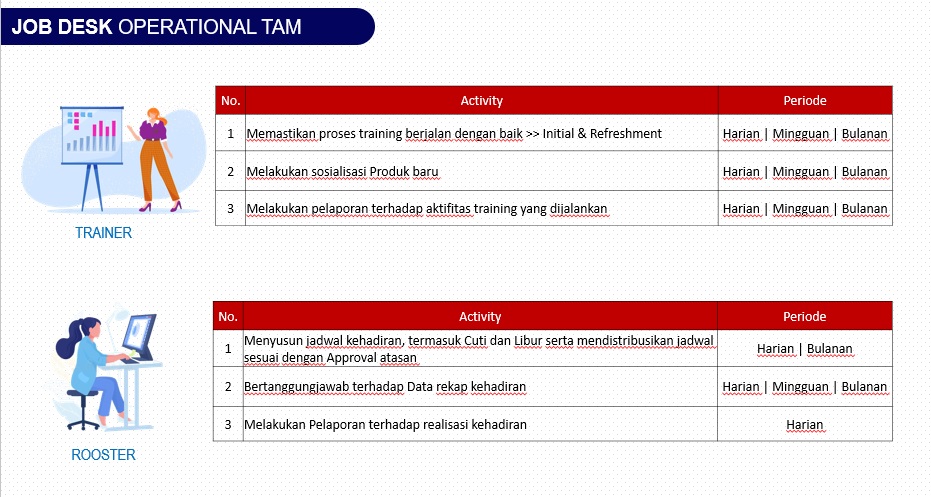 JOB DESK OPERATIONAL TAM
No. Activity Periode
1 Memastikan proses training berjalan dengan baik >> Initial & Refreshment Harian | Mingguan | Bulanan
2 Melakukan sosialisasi Produk baru Harian | Mingguan | Bulanan
3 Melakukan pelaporan terhadap aktifitas training yang dijalankan Harian | Mingguan | Bulanan
TRAINER
No. Activity Periode
1 Menyusun jadwal kehadiran, termasuk Cuti dan Libur serta mendistribusikan jadwal
sesuai dengan Approval atasan Harian | Bulanan
2 Bertanggungjawab terhadap Data rekap kehadiran Harian | Mingguan | Bulanan
3 Melakukan Pelaporan terhadap realisasi kehadiran Harian
ROOSTER